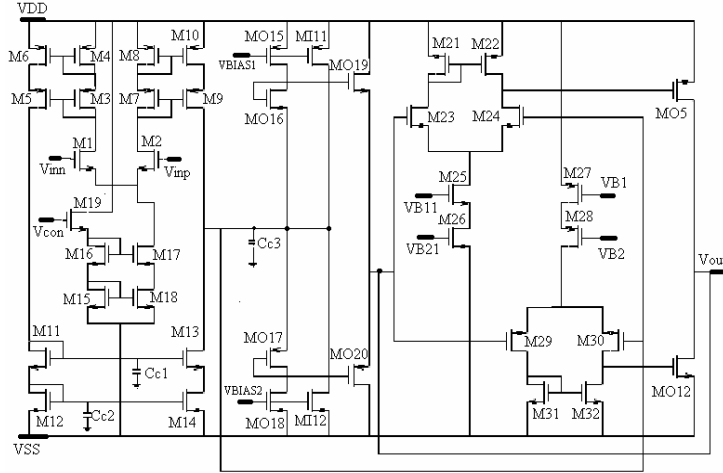 VDD
M6
M4
M8
M10
MO15
MI11
VBIAS1
MO19
M21
M22
M5
M3
M7
M9
MO16
M23
M24
MO5
M1
M2
Vinn
Vinp
M19
Vcon
M25
VB11
M26
VB21
M27
VB1
M28
VB2
Vou
M16
M17
M15
M18
Cc3
M11
M13
MO17
MO20
M29
M30
Cc1
Cc2
M12
M14
VBIAS2
MO18
MI12
M31
M32
MO12
VSS